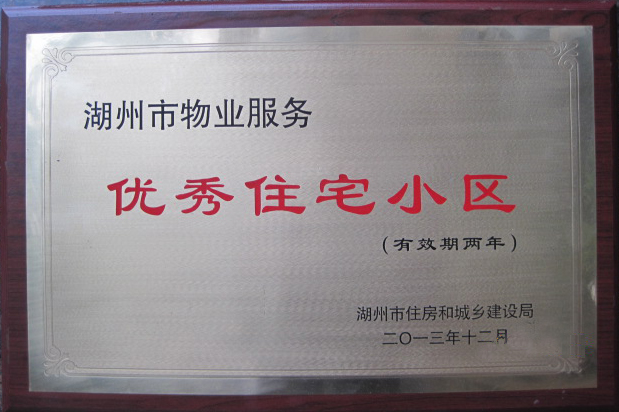 湖州市物业服务
优秀住宅小区
（有效期两年）
湖州市住房和城乡建设局
二〇一三年十二月